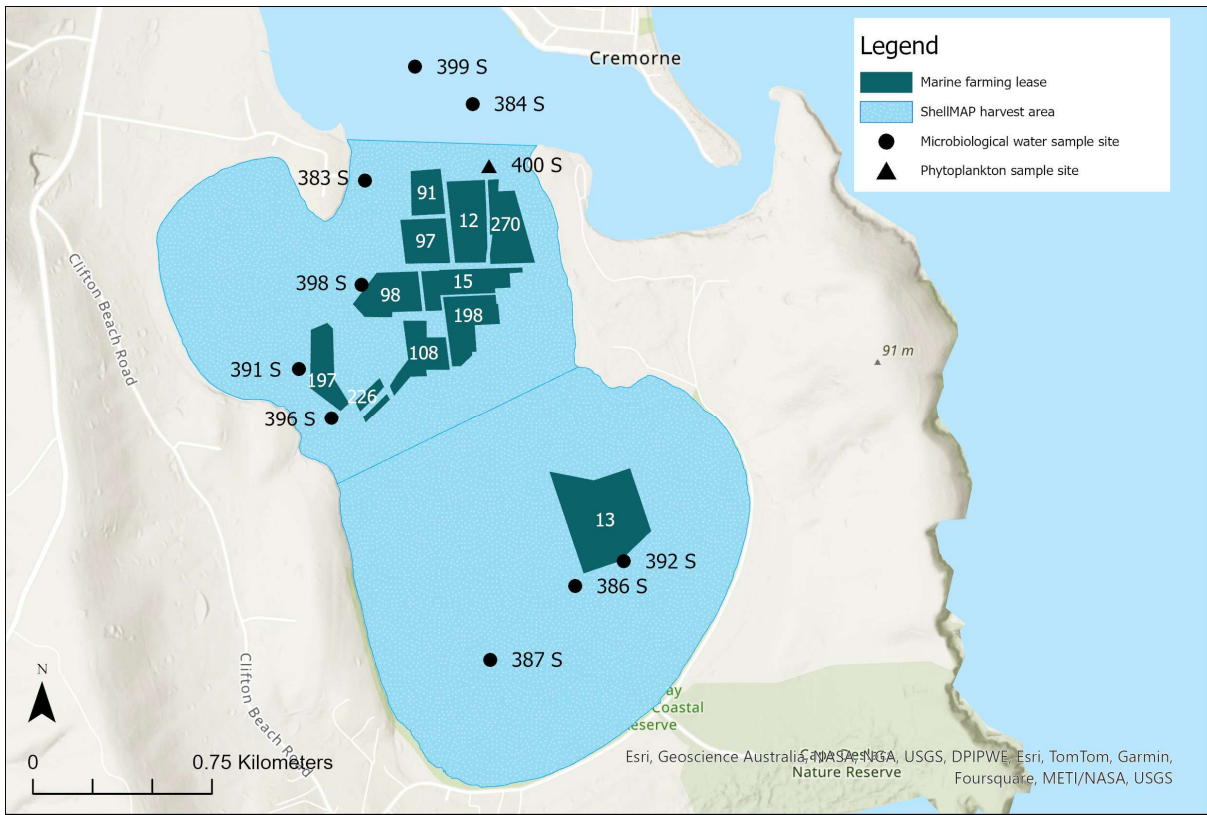 Legend
Marine farming lease
ShellMAP harvest area
Microbiological water sample site
Phytoplankton sample site
Cremorne
399 S
384 S
400 S
383 S
91
12
270
97
398 S
98
15
198
108
391 S
197
226
396 S
91 m
Clifton Beach Road
13
392 S
386 S
387 S
Clifton Beach Road
ay
Coastal
eserve
N
0
0.75 Kilometers
Nature Reserve
Esri, Geoscience Australia, NASA, NGA, USGS, DPIPWE, Esri, TomTom, Garmin,
Foursquare, METI/NASA, USGS